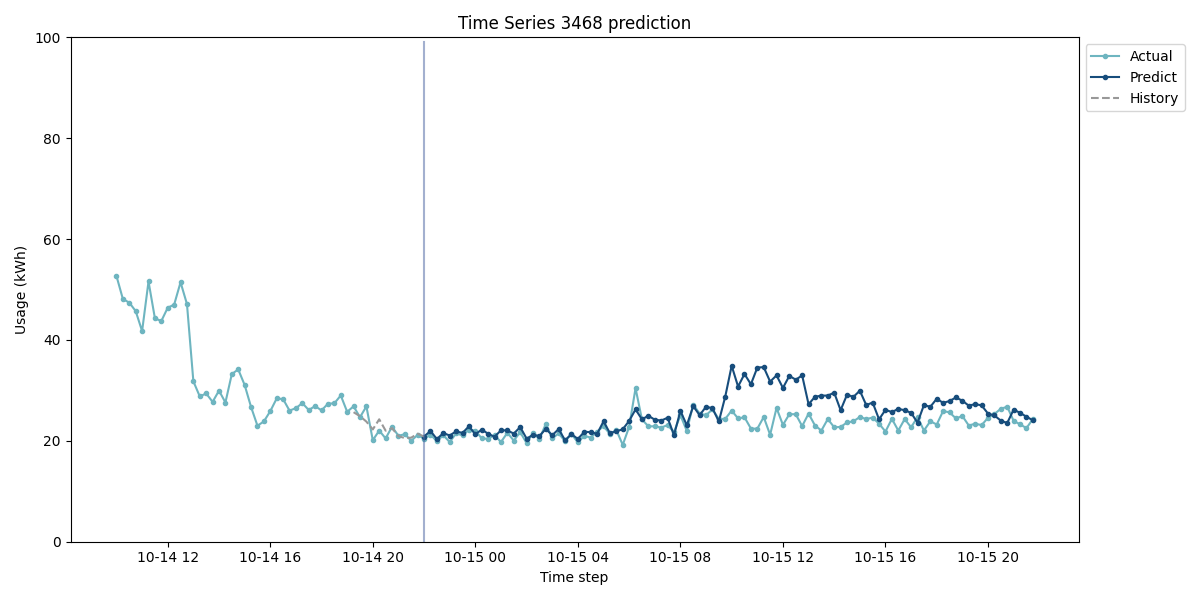 Time Series 3468 prediction
100
80
60
40
20
0
Usage (kWh)
10-14 12
10-14 16
10-14 20
10-15 00
10-15 04
10-15 08
10-15 12
10-15 16
10-15 20
Time step
Actual
Predict
History